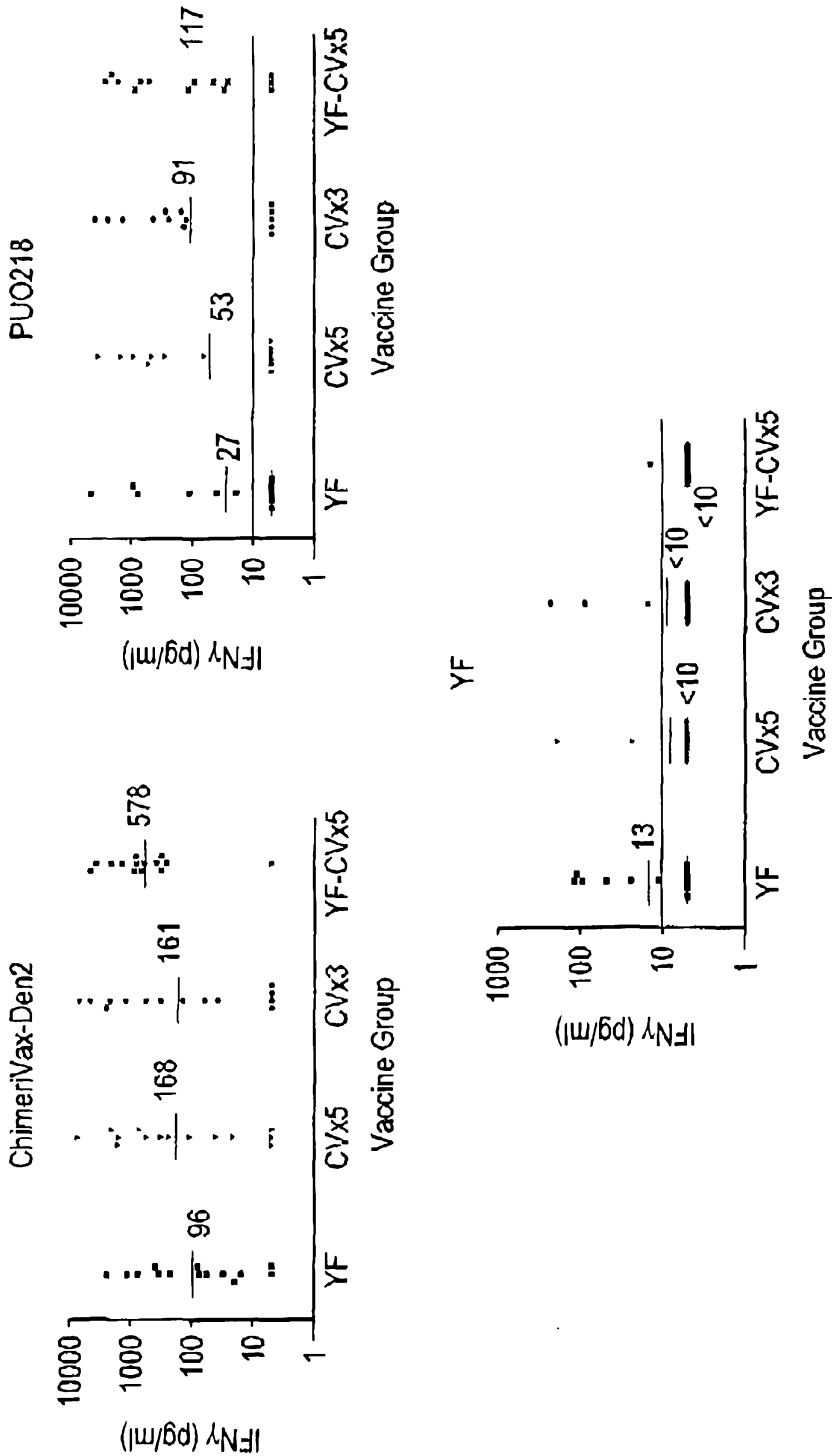 ChimeriVax-Den2
IFNγ (pg/ml)
10000
1000
100
10
1
96
168
161
578
YF
CVx5
CVx3
YF-CVx5
Vaccine Group
PUO218
IFNγ (pg/ml)
10000
1000
100
10
1
27
53
91
117
YF
CVx5
CVx3
YF-CVx5
Vaccine Group
YF
IFNγ (pg/ml)
1000
100
10
1
13
<10
<10
<10
YF
CVx5
CVx3
YF-CVx5
Vaccine Group